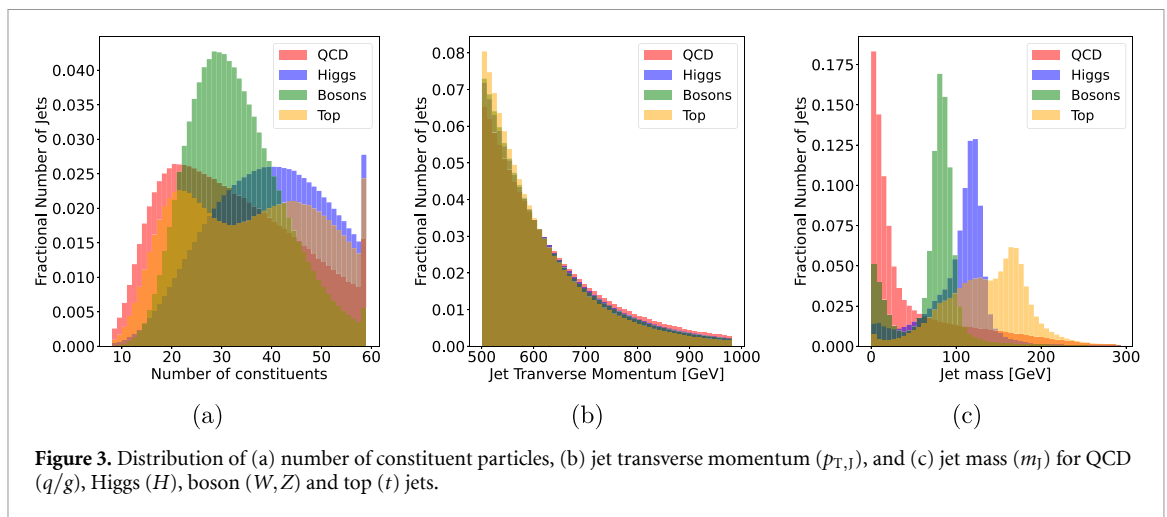 0.040
0.035
0.030
0.025
0.020
0.015
0.010
0.005
0.000
Fractional Number of Jets
QCD
Higgs
Bosons
Top
10 20 30 40 50 60
Number of constituents
(a)
0.08
0.07
0.06
0.05
0.04
0.03
0.02
0.01
0.00
Fractional Number of Jets
QCD
Higgs
Bosons
Top
500 600 700 800 900 1000
Jet Tranverse Momentum [GeV]
(b)
0.175
0.150
0.125
0.100
0.075
0.050
0.025
0.000
Fractional Number of Jets
QCD
Higgs
Bosons
Top
0 100 200 300
Jet mass [GeV]
(c)
Figure 3. Distribution of (a) number of constituent particles, (b) jet transverse momentum (p_{T,J}), and (c) jet mass (m_J) for QCD
(q/g), Higgs (H), boson (W,Z) and top (t) jets.